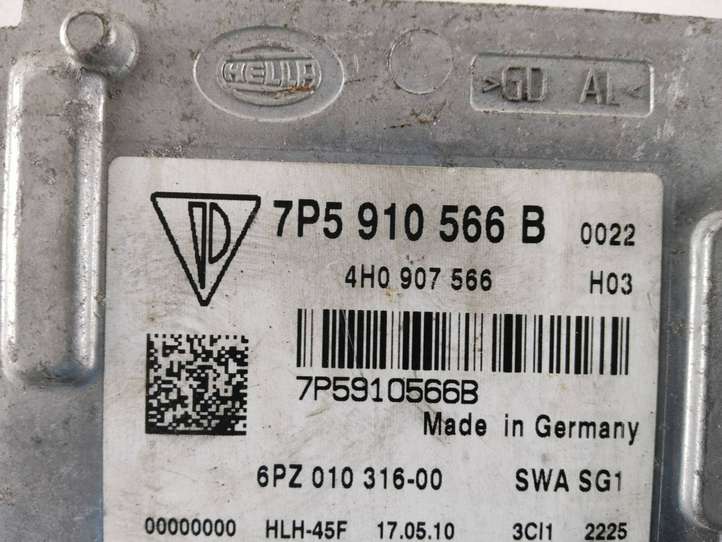 HELLA
>GD AL<
7P5 910 566 B 0022
4H0 907 566 H03
7P5910566B
Made in Germany
6PZ 010 316-00 SWA SG1
00000000 HLH-45F 17.05.10 3CI1 2225